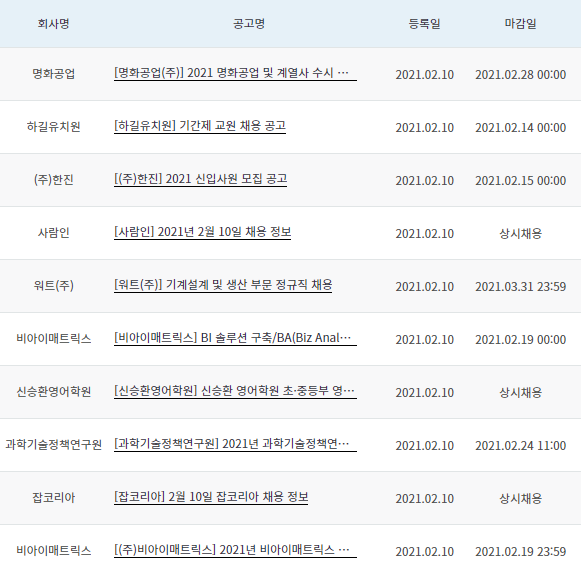 회사명 공고명 등록일 마감일
명화공업 [명화공업(주)] 2021 명화공업 및 계열사 수시 ··· 2021.02.10 2021.02.28 00:00
하길유치원 [하길유치원] 기간제 교원 채용 공고 2021.02.10 2021.02.14 00:00
(주)한진 [(주)한진] 2021 신입사원 모집 공고 2021.02.10 2021.02.15 00:00
사람인 [사람인] 2021년 2월 10일 채용 정보 2021.02.10 상시채용
워트(주) [워트(주)] 기계설계 및 생산 부문 정규직 채용 2021.02.10 2021.03.31 23:59
비아이매트릭스 [비아이매트릭스] BI 솔루션 구축/BA(Biz Anal··· 2021.02.10 2021.02.19 00:00
신승환영어학원 [신승환영어학원] 신승환 영어학원 초·중등부 영··· 2021.02.10 상시채용
과학기술정책연구원 [과학기술정책연구원] 2021년 과학기술정책연··· 2021.02.10 2021.02.24 11:00
잡코리아 [잡코리아] 2월 10일 잡코리아 채용 정보 2021.02.10 상시채용
비아이매트릭스 [(주)비아이매트릭스] 2021년 비아이매트릭스 ··· 2021.02.10 2021.02.19 23:59